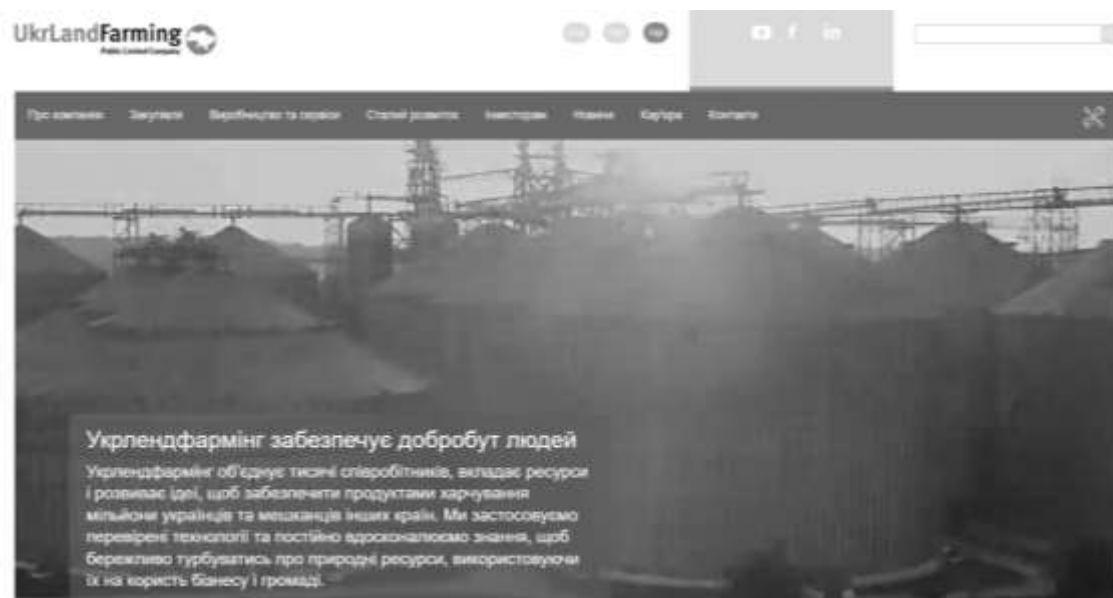 UkrLandFarming
Public Limited Company
f in
Про компанію Закупівля Виробництво та сервіси Сталий розвиток Інвесторам Новини Кар'єра Контакти
Укрлендфармінг забезпечує добробут людей
Укрлендфармінг об'єднує тисячі співробітників, вкладає ресурси
і розвиває ідеї, щоб забезпечити продуктами харчування
мільйони українців та мешканців інших країн. Ми застосовуємо
перевірені технології та постійно вдосконалюємо знання, щоб
бережливо турбуватись про природні ресурси, використовуючи
їх на користь бізнесу і громаді.